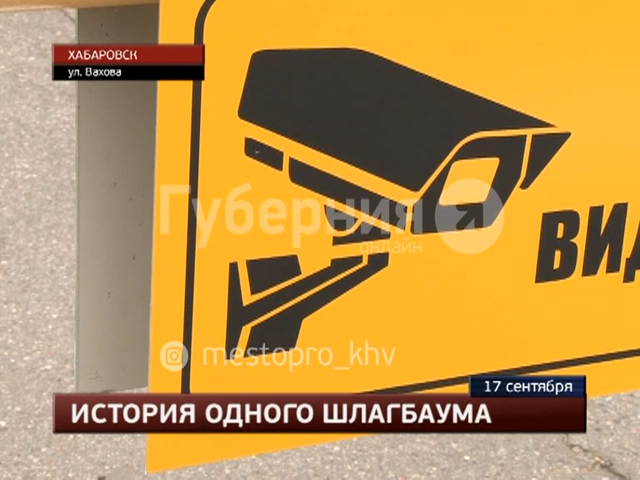 ХАБАРОВСК
ул. Вахова
Губерния
онлайн
ВИД
mestopro_khv
17 сентября
ИСТОРИЯ ОДНОГО ШЛАГБАУМА